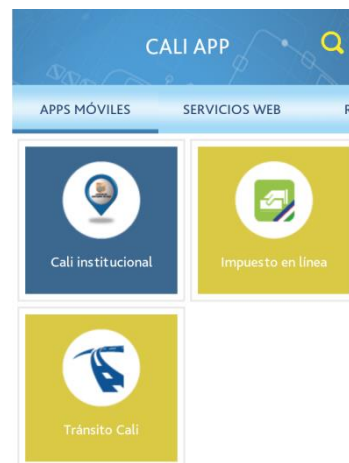 CALI APP
APPS MÓVILES
SERVICIOS WEB
Cali institucional
Impuesto en línea
Tránsito Cali